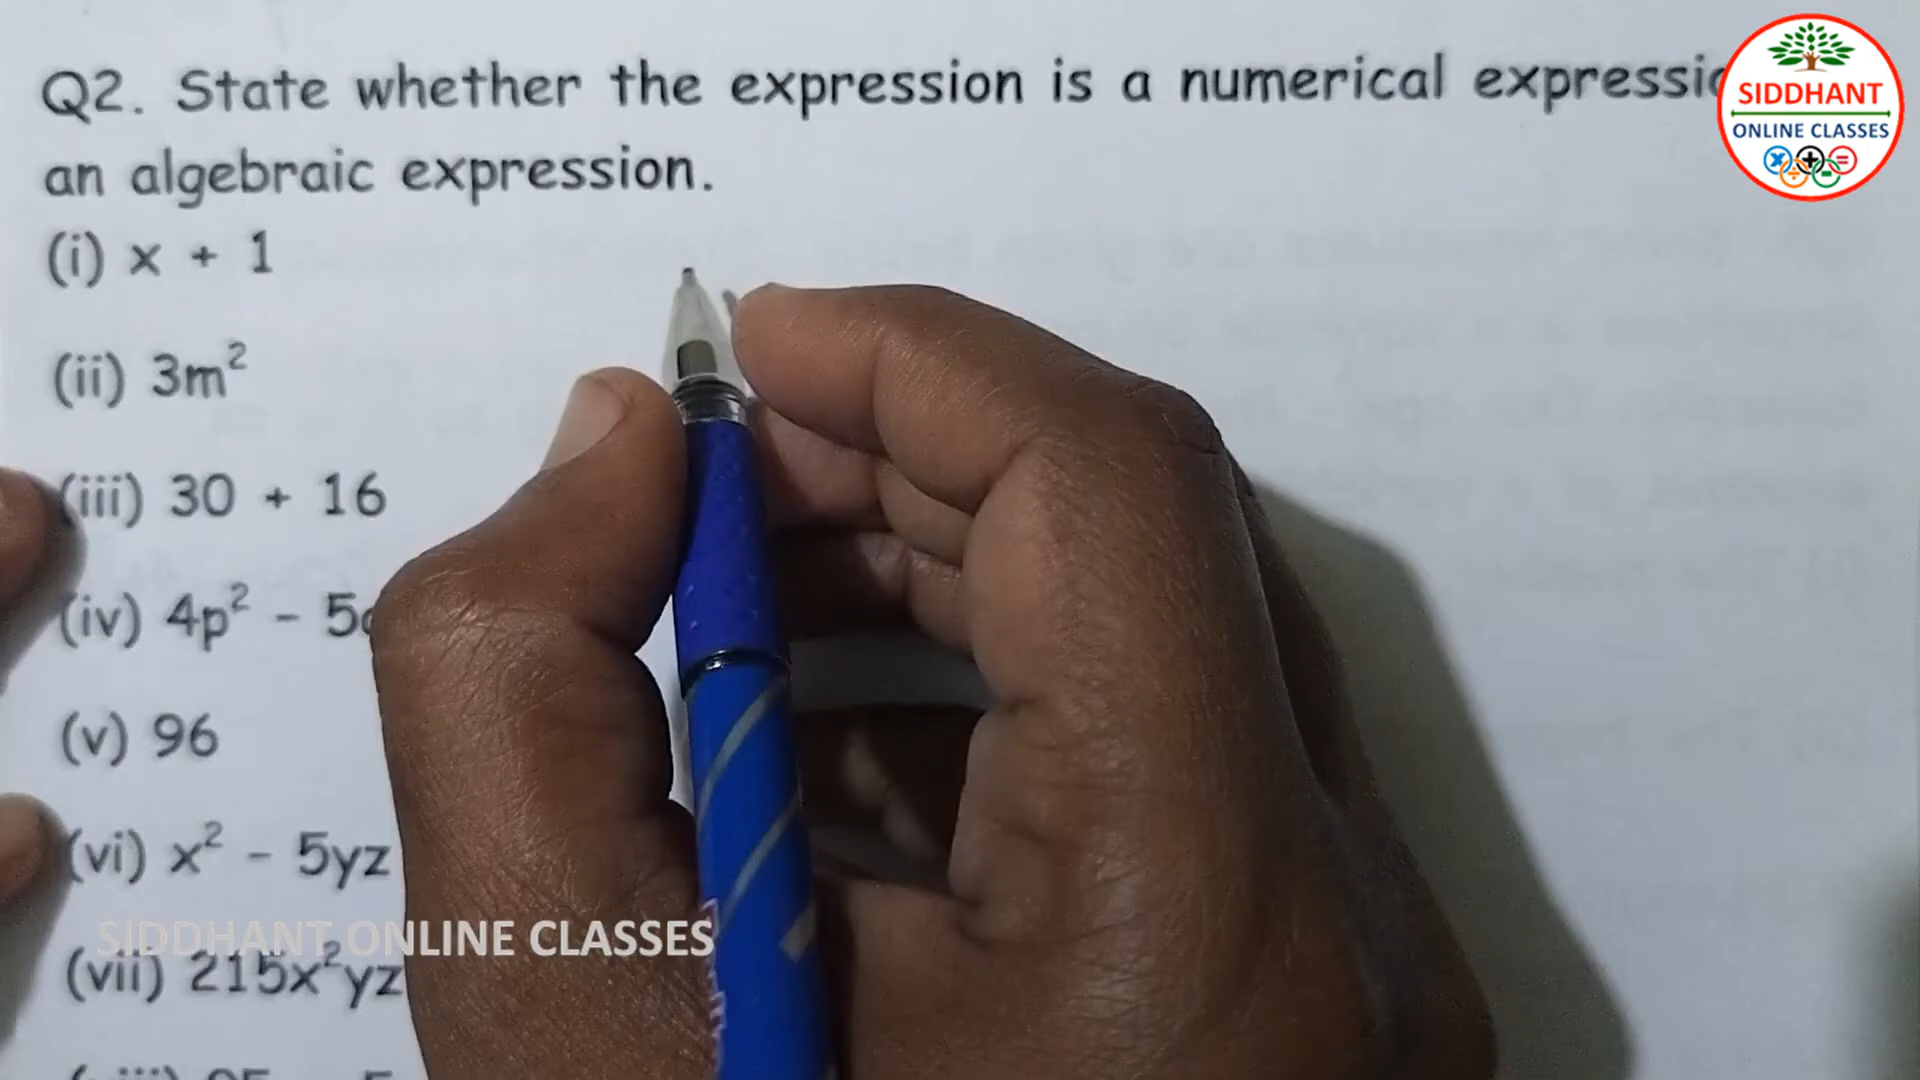 Q2. State whether the expression is a numerical
an algebraic expression.
(i) x + 1
(ii) 3m²
(iii) 30 + 16
(iv) 4p² - 5
(v) 96
(vi) x² - 5yz
(vii) 215x²yz
SIDDHANT
ONLINE CLASSES
SIDDHANT ONLINE CLASSES